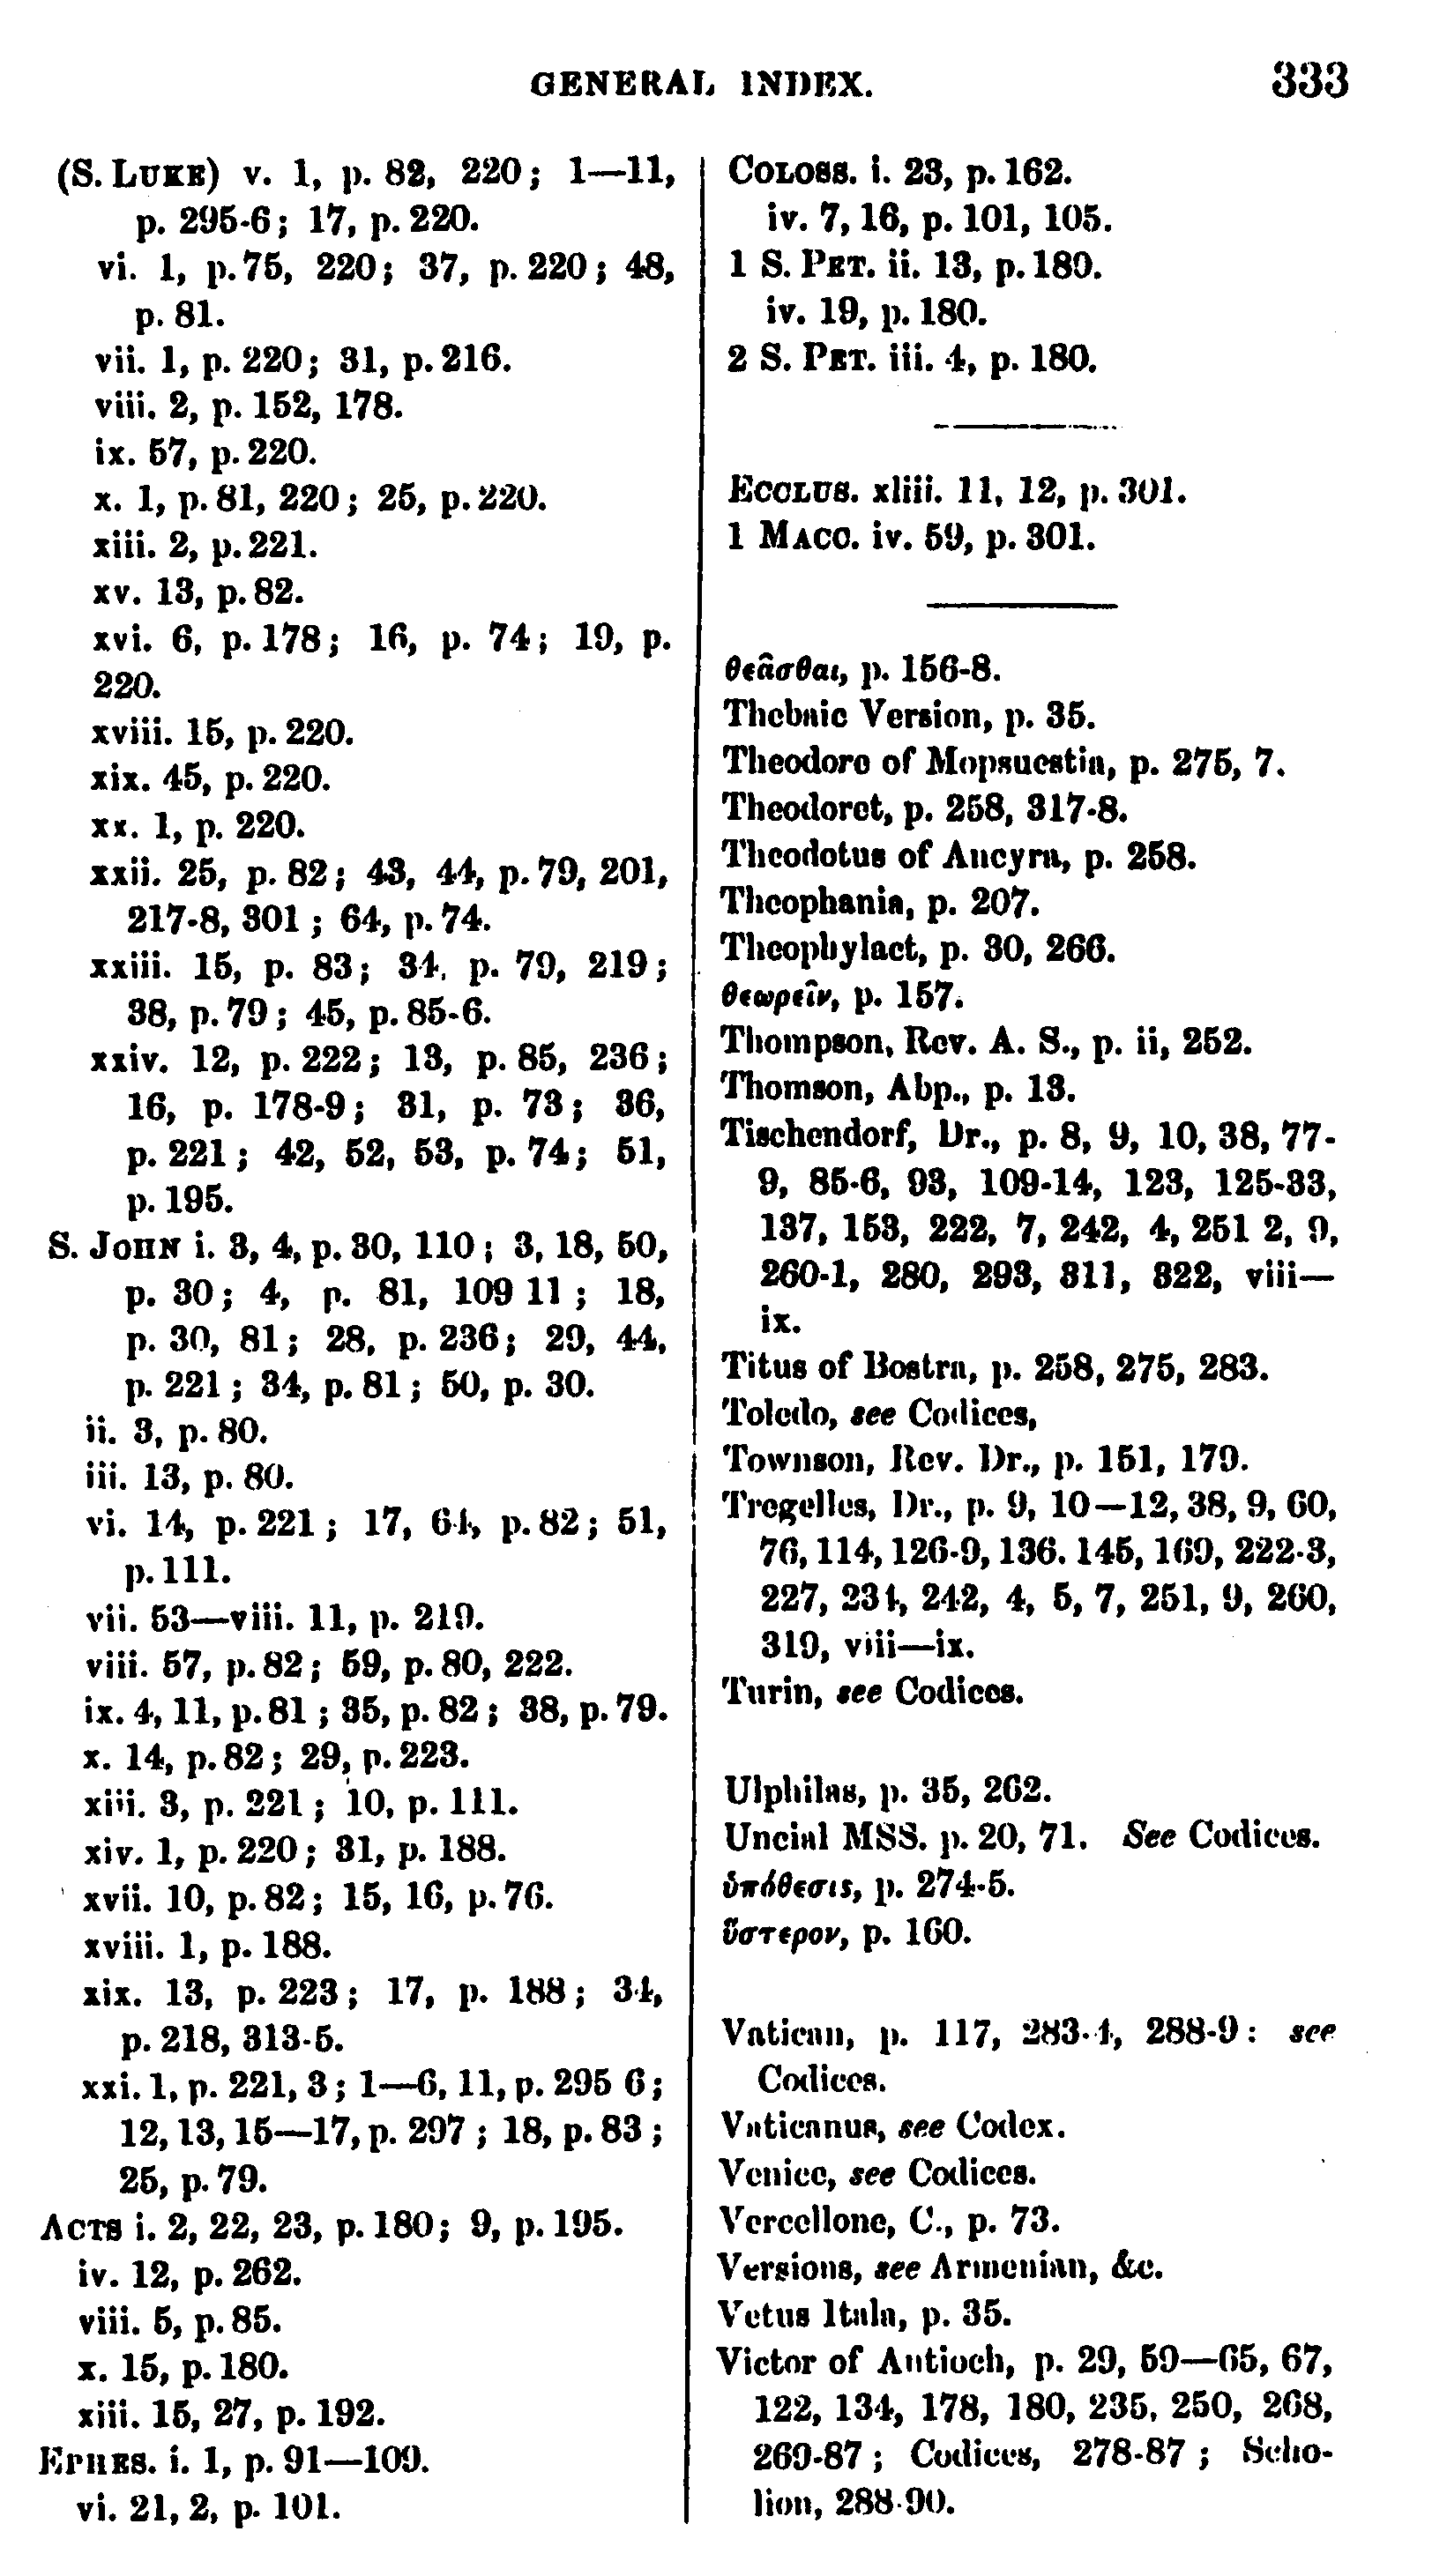 GENERAL INDEX.
333
(S. LUKE) v. 1, p. 82, 220; 1—11,
p. 295-6; 17, p. 220.
vi. 1, p. 75, 220; 37, p. 220; 48,
p. 81.
vii. 1, p. 220; 31, p. 216.
viii. 2, p. 152, 178.
ix. 57, p. 220.
x. 1, p. 81, 220; 25, p. 220.
xiii. 2, p. 221.
xv. 13, p. 82.
xvi. 6, p. 178; 16, p. 74; 19, p.
220.
xviii. 15, p. 220.
xix. 45, p. 220.
xx. 1, p. 220.
xxii. 25, p. 82; 43, 44, p. 79, 201,
217-8, 301; 64, p. 74.
xxiii. 15, p. 83; 34, p. 79, 219;
38, p. 79; 45, p. 85-6.
xxiv. 12, p. 222; 13, p. 85, 236;
16, p. 178-9; 31, p. 73; 36,
p. 221; 42, 52, 53, p. 74; 51,
p. 195.
S. JOHN i. 3, 4, p. 30, 110; 3, 18, 50,
p. 30; 4, p. 81, 109 11; 18,
p. 30, 81; 28, p. 236; 29, 44,
p. 221; 34, p. 81; 50, p. 30.
ii. 3, p. 80.
iii. 13, p. 80.
vi. 14, p. 221; 17, 64, p. 82; 51,
p. 111.
vii. 53—viii. 11, p. 219.
viii. 57, p. 82; 59, p. 80, 222.
ix. 4, 11, p. 81; 35, p. 82; 38, p. 79.
x. 14, p. 82; 29, p. 223.
xiii. 3, p. 221; 10, p. 111.
xiv. 1, p. 220; 31, p. 188.
xvii. 10, p. 82; 15, 16, p. 76.
xviii. 1, p. 188.
xix. 13, p. 223; 17, p. 188; 34,
p. 218, 313-5.
xxi. 1, p. 221, 3; 1—6, 11, p. 295 6;
12, 13, 15—17, p. 297; 18, p. 83;
25, p. 79.
ACTS i. 2, 22, 23, p. 180; 9, p. 195.
iv. 12, p. 262.
viii. 5, p. 85.
x. 15, p. 180.
xiii. 15, 27, p. 192.
EPHES. i. 1, p. 91—109.
vi. 21, 2, p. 101.
COLOSS. i. 23, p. 162.
iv. 7, 16, p. 101, 105.
1 S. PET. ii. 13, p. 180.
iv. 19, p. 180.
2 S. PET. iii. 4, p. 180.
ECCLUS. xliii. 11, 12, p. 301.
1 MACC. iv. 59, p. 301.
θεᾶσθαι, p. 156-8.
Thebaic Version, p. 35.
Theodore of Mopsuestia, p. 275, 7.
Theodoret, p. 258, 317-8.
Theodotus of Ancyra, p. 258.
Theophania, p. 207.
Theophylact, p. 30, 266.
θεωρεῖν, p. 157.
Thompson, Rev. A. S., p. ii, 252.
Thomson, Abp., p. 13.
Tischendorf, Dr., p. 8, 9, 10, 38, 77-
9, 85-6, 93, 109-14, 123, 125-33,
137, 153, 222, 7, 242, 4, 251 2, 9,
260-1, 280, 293, 311, 322, viii—
ix.
Titus of Bostra, p. 258, 275, 283.
Toledo, see Codices,
Townson, Rev. Dr., p. 151, 179.
Tregelles, Dr., p. 9, 10—12, 38, 9, 60,
76, 114, 126-9, 136. 145, 169, 222-3,
227, 234, 242, 4, 5, 7, 251, 9, 260,
319, viii—ix.
Turin, see Codices.
Ulphilas, p. 35, 262.
Uncial MSS. p. 20, 71. See Codices.
ὑπόθεσις, p. 274-5.
ὕστερον, p. 160.
Vatican, p. 117, 283-4, 288-9: see
Codices.
Vaticanus, see Codex.
Venice, see Codices.
Vercellone, C., p. 73.
Versions, see Armenian, &c.
Vetus Itala, p. 35.
Victor of Antioch, p. 29, 59—65, 67,
122, 134, 178, 180, 235, 250, 268,
269-87; Codices, 278-87; Scho-
lion, 288-90.